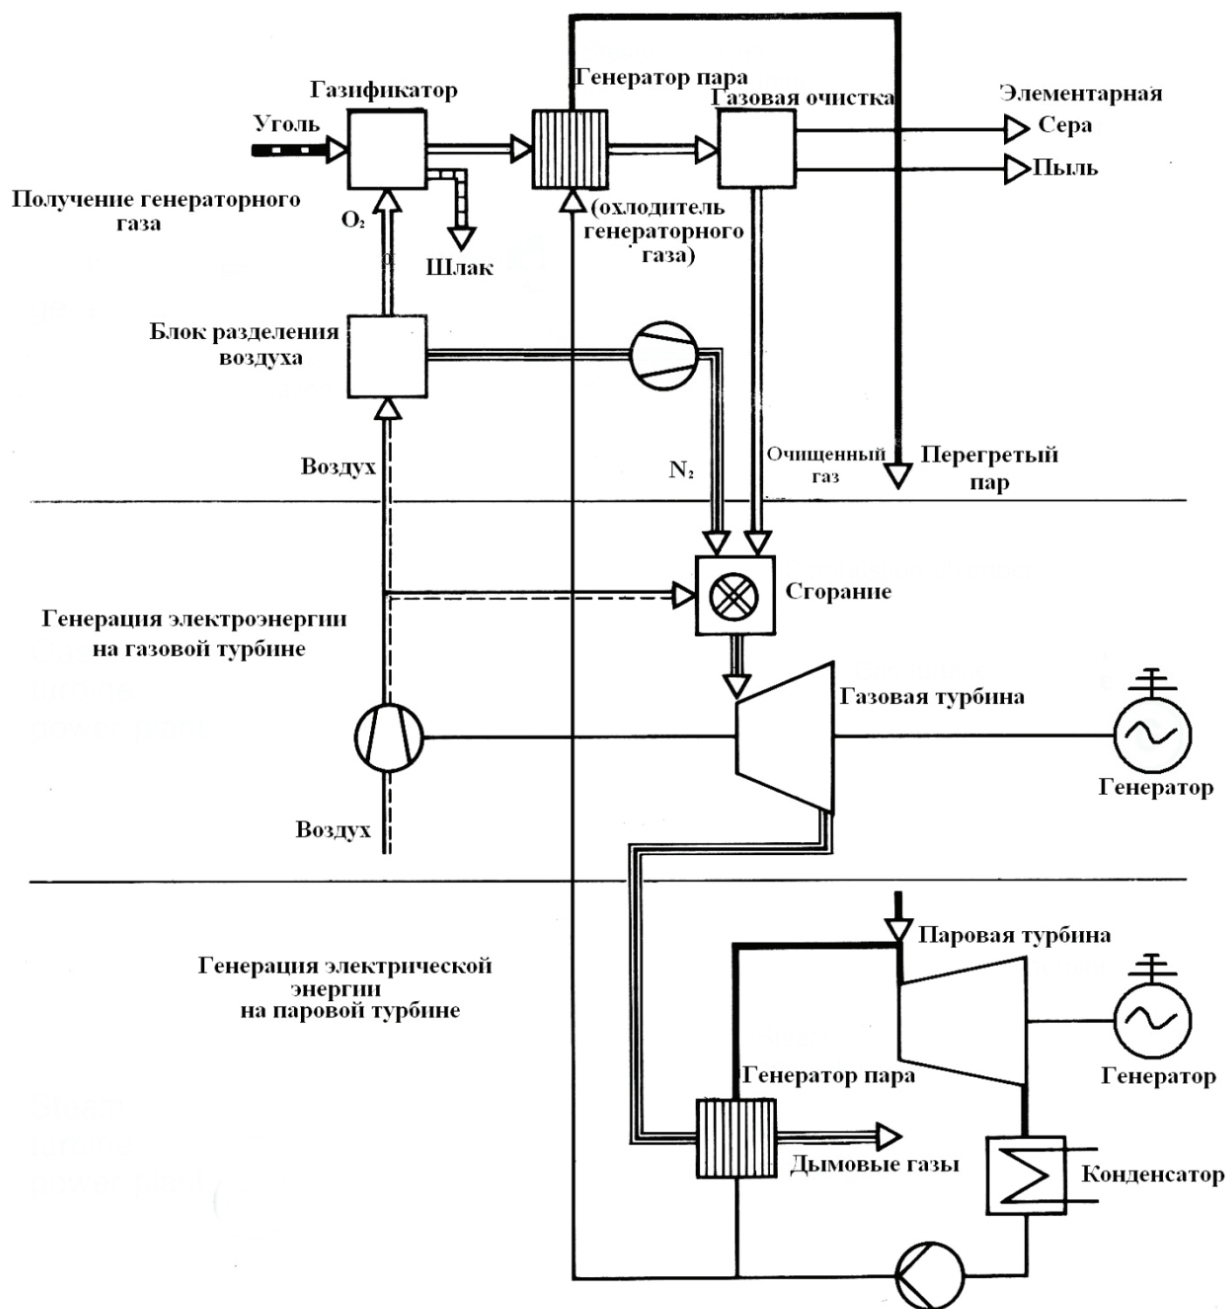 Генератор пара
Газификатор
Газовая очистка
Элементарная
Сера
Уголь
Пыль
Получение генераторного
газа
O₂
(охлодитель
генераторного
газа)
Шлак
Блок разделения
воздуха
Воздух
N₂
Очищенный
газ
Перегретый
пар
Сгорание
Генерация электроэнергии
на газовой турбине
Газовая турбина
Генератор
Воздух
Паровая турбина
Генерация электрической
энергии
на паровой турбине
Генератор пара
Генератор
Дымовые газы
Конденсатор